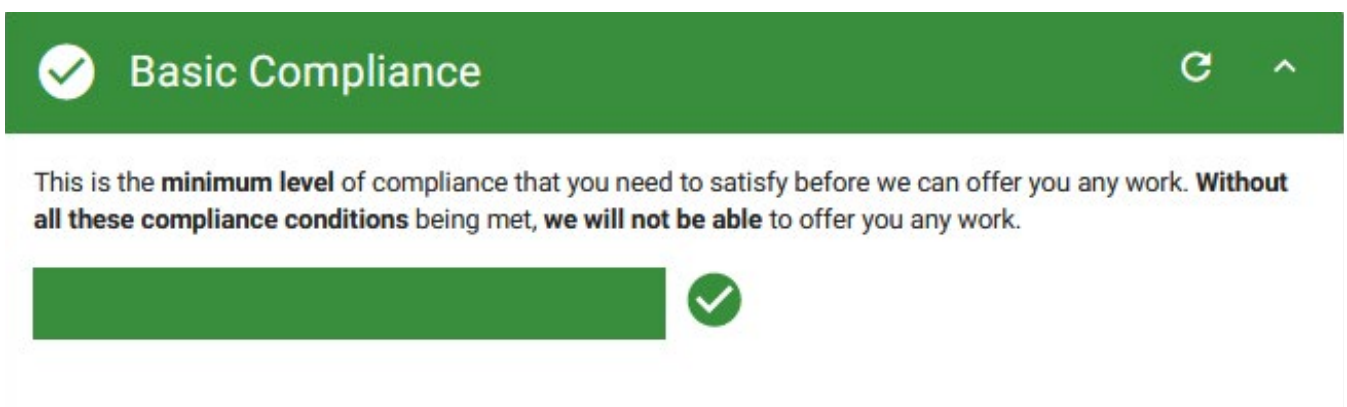 Basic Compliance
This is the minimum level of compliance that you need to satisfy before we can offer you any work. Without
all these compliance conditions being met, we will not be able to offer you any work.